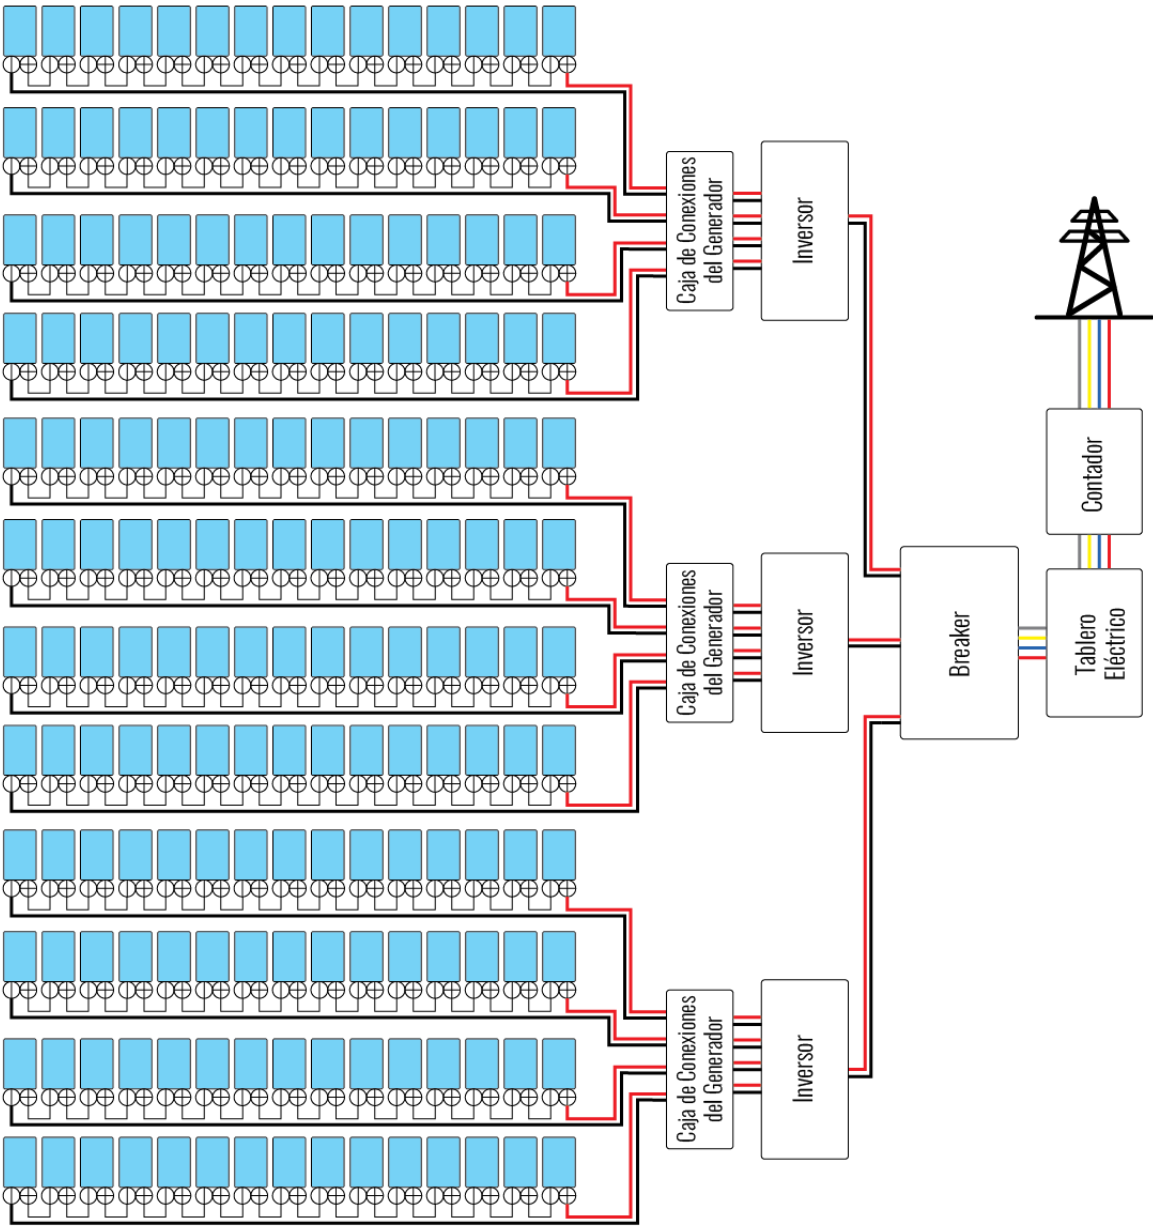 Caja de Conexiones
del Generador
Inversor
Contador
Caja de Conexiones
del Generador
Inversor
Breaker
Tablero
Eléctrico
Caja de Conexiones
del Generador
Inversor